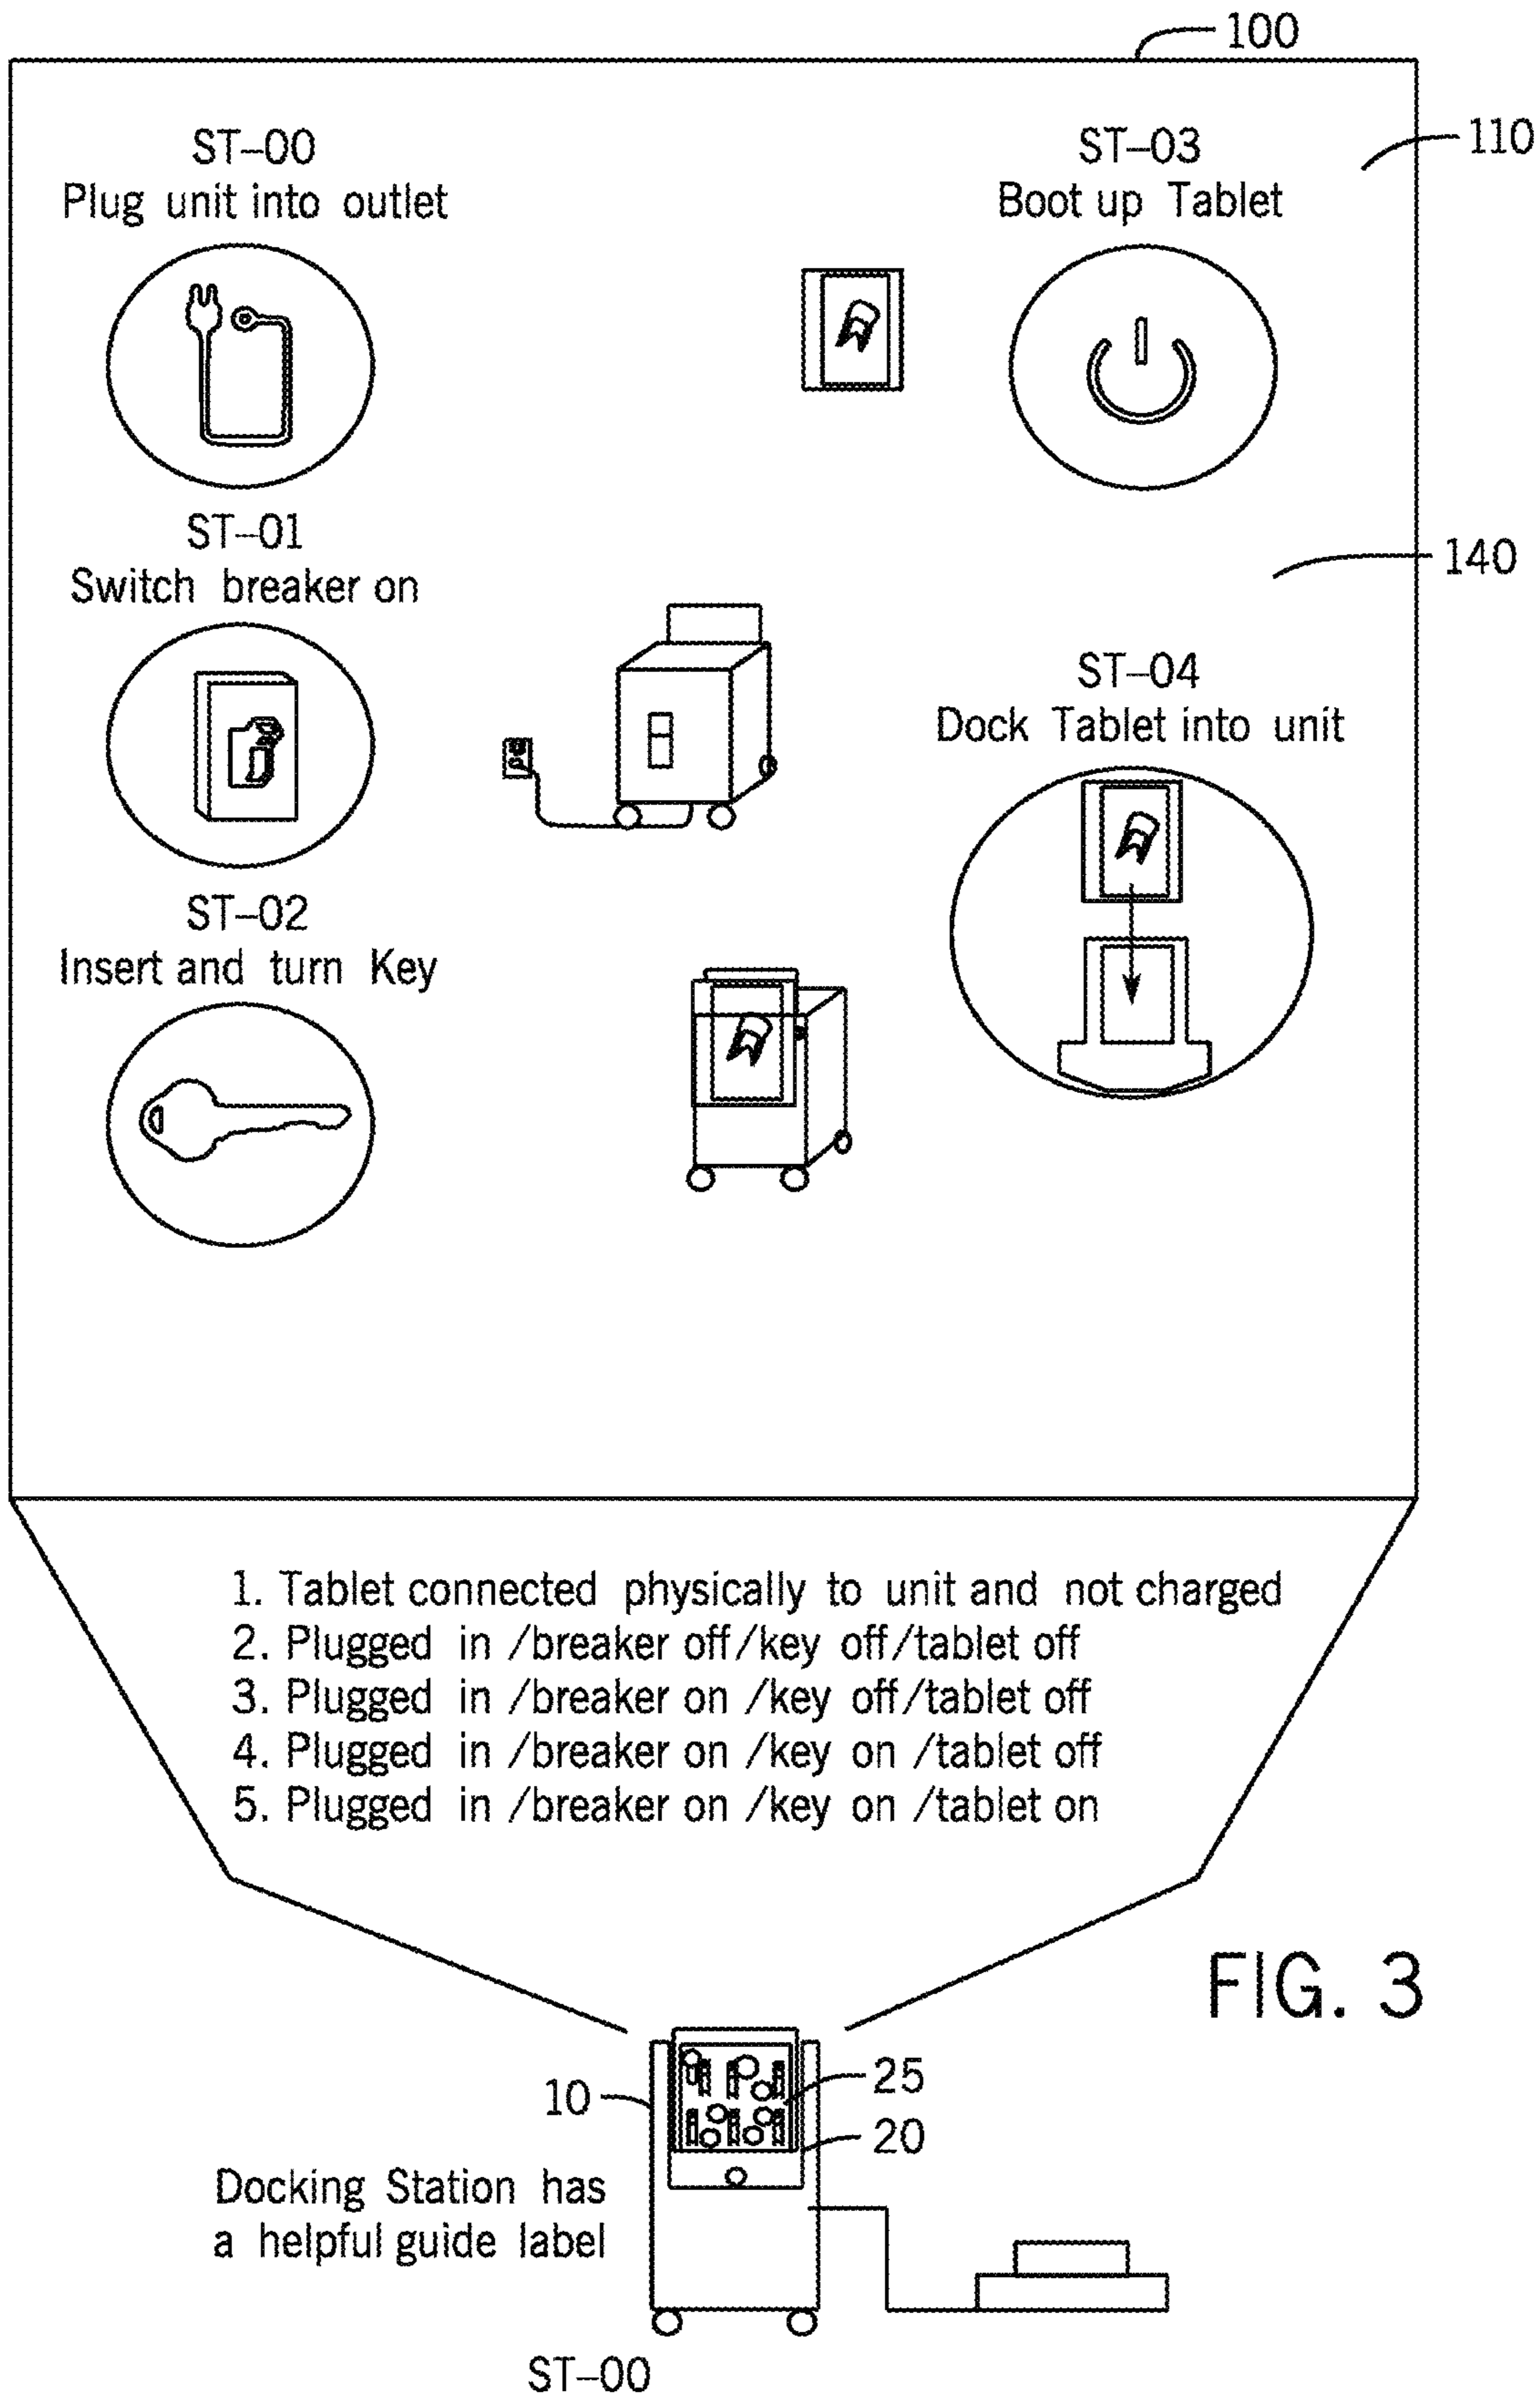 100
110
ST-00
Plug unit into outlet
ST-03
Boot up Tablet
ST-01
Switch breaker on
140
ST-04
Dock Tablet into unit
ST-02
Insert and turn Key
1. Tablet connected physically to unit and not charged
2. Plugged in /breaker off/key off/tablet off
3. Plugged in /breaker on /key off/tablet off
4. Plugged in /breaker on /key on /tablet off
5. Plugged in /breaker on /key on /tablet on
FIG. 3
10
25
20
Docking Station has
a helpful guide label
ST-00